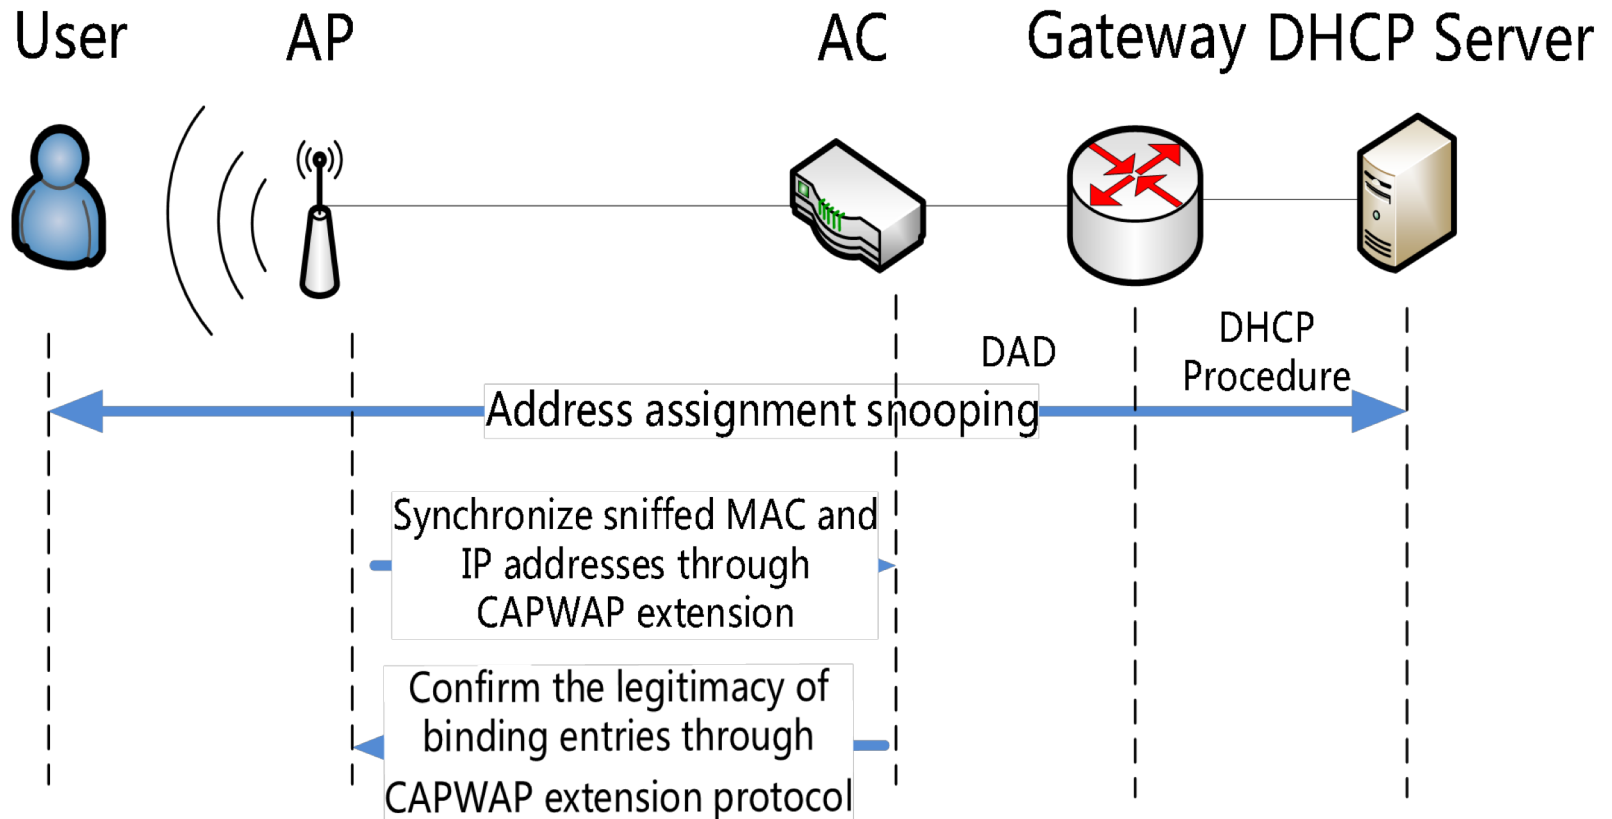 User AP AC Gateway DHCP Server
DHCP
DAD
Procedure
Address assignment snooping
Synchronize sniffed MAC and
IP addresses through
CAPWAP extension
Confirm the legitimacy of
binding entries through
CAPWAP extension protocol